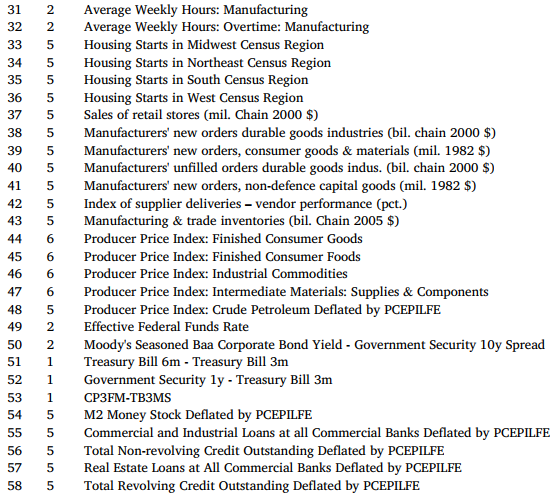 31 2 Average Weekly Hours: Manufacturing
32 2 Average Weekly Hours: Overtime: Manufacturing
33 5 Housing Starts in Midwest Census Region
34 5 Housing Starts in Northeast Census Region
35 5 Housing Starts in South Census Region
36 5 Housing Starts in West Census Region
37 5 Sales of retail stores (mil. Chain 2000 $)
38 5 Manufacturers' new orders durable goods industries (bil. chain 2000 $)
39 5 Manufacturers' new orders, consumer goods & materials (mil. 1982 $)
40 5 Manufacturers' unfilled orders durable goods indus. (bil. chain 2000 $)
41 5 Manufacturers' new orders, non-defence capital goods (mil. 1982 $)
42 5 Index of supplier deliveries – vendor performance (pct.)
43 5 Manufacturing & trade inventories (bil. Chain 2005 $)
44 6 Producer Price Index: Finished Consumer Goods
45 6 Producer Price Index: Finished Consumer Foods
46 6 Producer Price Index: Industrial Commodities
47 6 Producer Price Index: Intermediate Materials: Supplies & Components
48 5 Producer Price Index: Crude Petroleum Deflated by PCEPILFE
49 2 Effective Federal Funds Rate
50 2 Moody's Seasoned Baa Corporate Bond Yield - Government Security 10y Spread
51 1 Treasury Bill 6m - Treasury Bill 3m
52 1 Government Security 1y - Treasury Bill 3m
53 1 CP3FM-TB3MS
54 5 M2 Money Stock Deflated by PCEPILFE
55 5 Commercial and Industrial Loans at all Commercial Banks Deflated by PCEPILFE
56 5 Total Non-revolving Credit Outstanding Deflated by PCEPILFE
57 5 Real Estate Loans at All Commercial Banks Deflated by PCEPILFE
58 5 Total Revolving Credit Outstanding Deflated by PCEPILFE